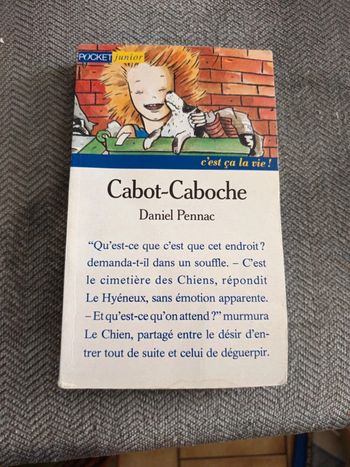 POCKET junior
c'est ça la vie !
Cabot-Caboche
Daniel Pennac
“Qu'est-ce que c'est que cet endroit ?
demanda-t-il dans un souffle. – C'est
le cimetière des Chiens, répondit
Le Hyéneux, sans émotion apparente.
– Et qu'est-ce qu'on attend ?” murmura
Le Chien, partagé entre le désir d'en-
trer tout de suite et celui de déguerpir.